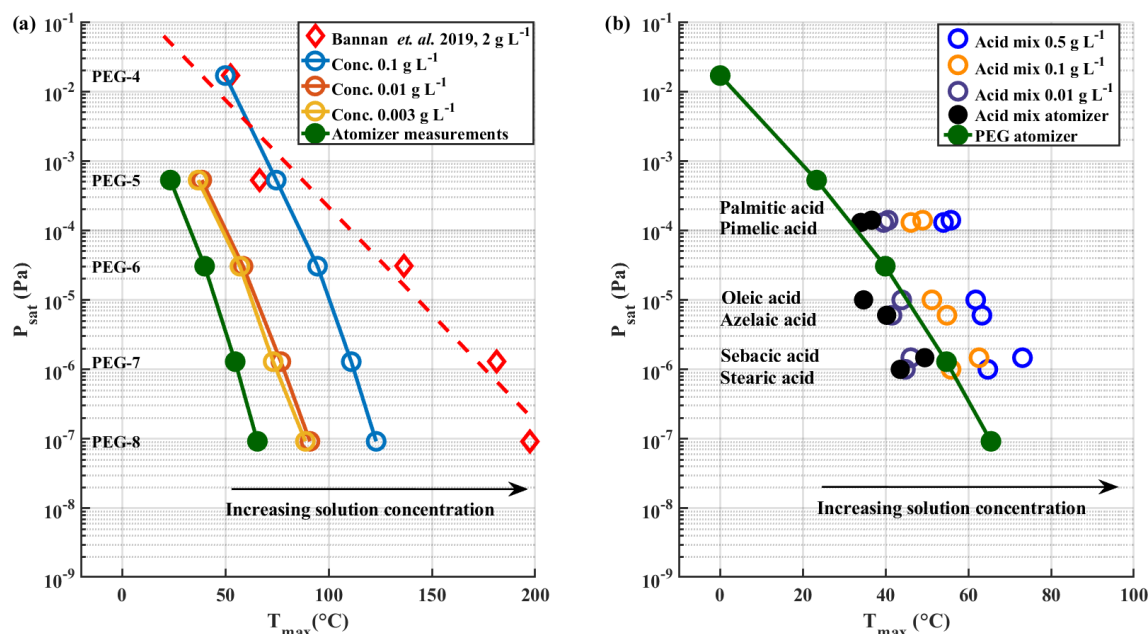 (a)
P_sat (Pa)
10^-1
10^-2
10^-3
10^-4
10^-5
10^-6
10^-7
10^-8
10^-9
PEG-4
PEG-5
PEG-6
PEG-7
PEG-8
Bannan et. al. 2019, 2 g L^-1
Conc. 0.1 g L^-1
Conc. 0.01 g L^-1
Conc. 0.003 g L^-1
Atomizer measurements
Increasing solution concentration
0 50 100 150 200
T_max (°C)
(b)
P_sat (Pa)
10^-1
10^-2
10^-3
10^-4
10^-5
10^-6
10^-7
10^-8
10^-9
Acid mix 0.5 g L^-1
Acid mix 0.1 g L^-1
Acid mix 0.01 g L^-1
Acid mix atomizer
PEG atomizer
Palmitic acid
Pimelic acid
Oleic acid
Azelaic acid
Sebacic acid
Stearic acid
Increasing solution concentration
0 20 40 60 80 100
T_max (°C)